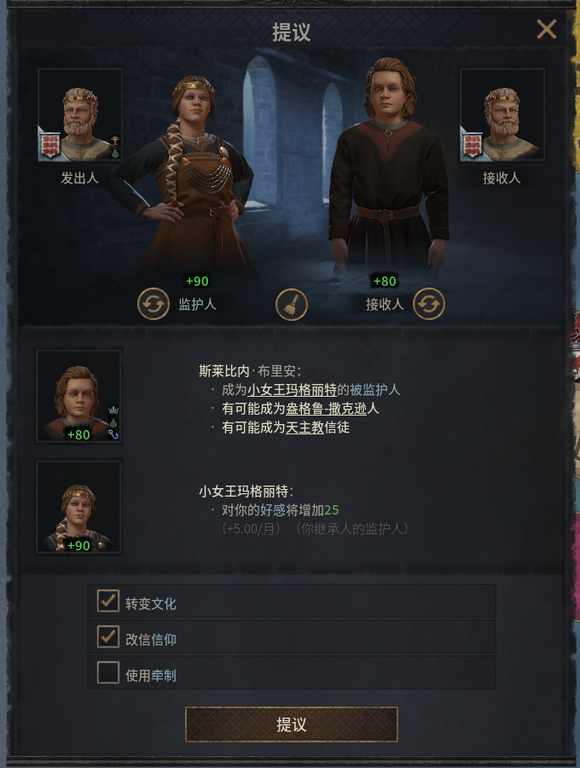 提议
发出人
接收人
+90
+80
监护人
接收人
斯莱比内·布里安：
· 成为小女王玛格丽特的被监护人
· 有可能成为盎格鲁-撒克逊人
· 有可能成为天主教信徒
+80
小女王玛格丽特：
· 对你的好感将增加25
（+5.00/月）（你继承人的监护人）
+90
转变文化
改信信仰
使用牵制
提议